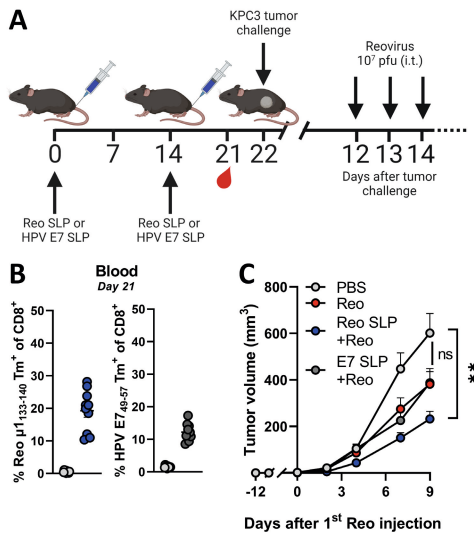 A
KPC3 tumor
challenge
Reovirus
10⁷ pfu (i.t.)
0
7
14
21
22
12
13
14
Days after tumor
challenge
Reo SLP or
HPV E7 SLP
Reo SLP or
HPV E7 SLP
B
Blood
Day 21
% Reo μ1₁₃₃₋₁₄₀ Tm⁺ of CD8⁺
50
40
30
20
10
0
% HPV E7₄₉₋₅₇ Tm⁺ of CD8⁺
50
40
30
20
10
0
C
PBS
Reo
Reo SLP
+Reo
E7 SLP
+Reo
ns
**
Tumor volume (mm³)
800
600
400
200
-12
0
3
6
9
Days after 1ˢᵗ Reo injection